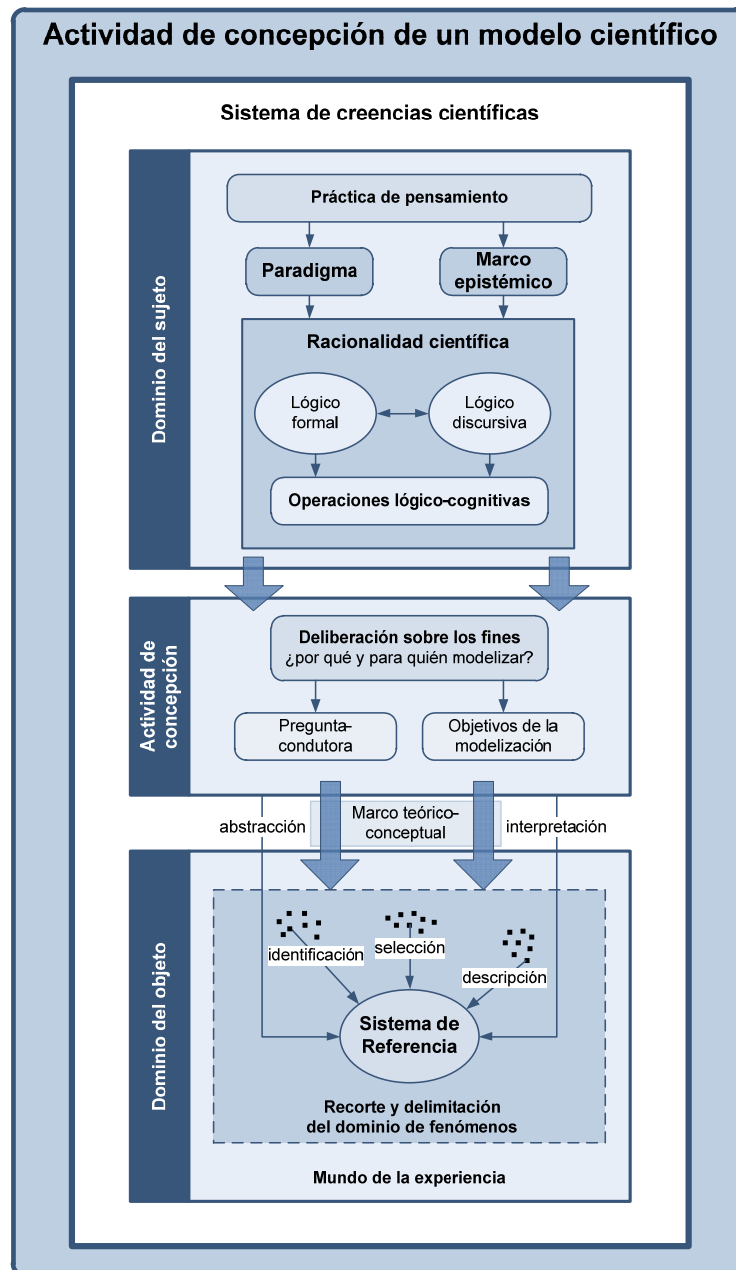 Actividad de concepción de un modelo científico
Sistema de creencias científicas
Dominio del sujeto
Práctica de pensamiento
Paradigma
Marco
epistémico
Racionalidad científica
Lógico
formal
Lógico
discursiva
Operaciones lógico-cognitivas
Actividad de
concepción
Deliberación sobre los fines
¿por qué y para quién modelizar?
Pregunta-
condutora
Objetivos de la
modelización
abstracción
Marco teórico-
conceptual
interpretación
Dominio del objeto
identificación
selección
descripción
Sistema de
Referencia
Recorte y delimitación
del dominio de fenómenos
Mundo de la experiencia